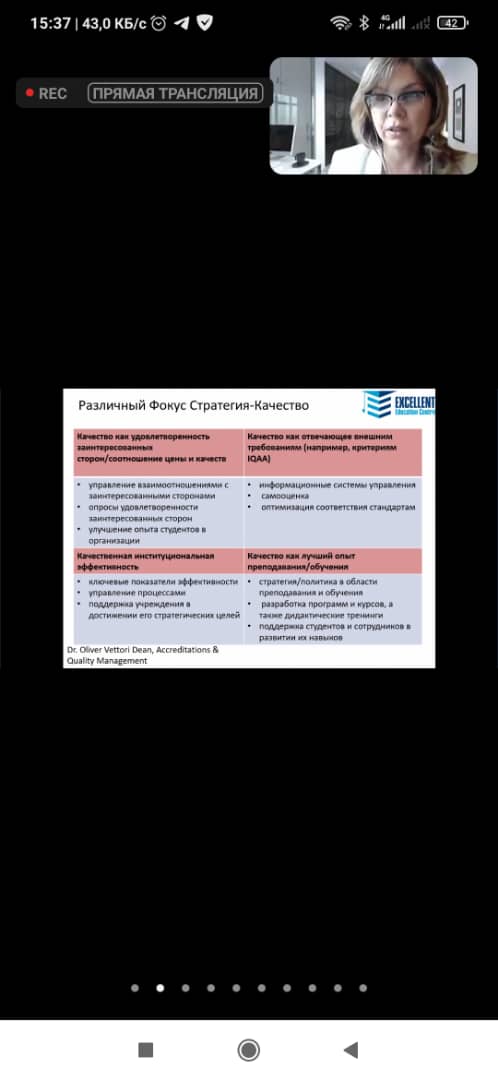 15:37 | 43,0 КБ/с
4G
42
REC
ПРЯМАЯ ТРАНСЛЯЦИЯ
Различный Фокус Стратегия-Качество
EXCELLENT
Education Centre
Качество как удовлетворенность
заинтересованных
сторон/соотношение цены и качеств
Качество как отвечающее внешним
требованиям (например, критериям
IQAA)
• управление взаимоотношениями с
заинтересованными сторонами
• опросы удовлетворенности
заинтересованных сторон
• улучшение опыта студентов в
организации
• информационные системы управления
• самооценка
• оптимизация соответствия стандартам
Качественная институциональная
эффективность
Качество как лучший опыт
преподавания/обучения
• ключевые показатели эффективности
• управление процессами
• поддержка учреждения в
достижении его стратегических целей
• стратегия/политика в области
преподавания и обучения
• разработка программ и курсов, а
также дидактические тренинги
• поддержка студентов и сотрудников в
развитии их навыков
Dr. Oliver Vettori Dean, Accreditations &
Quality Management